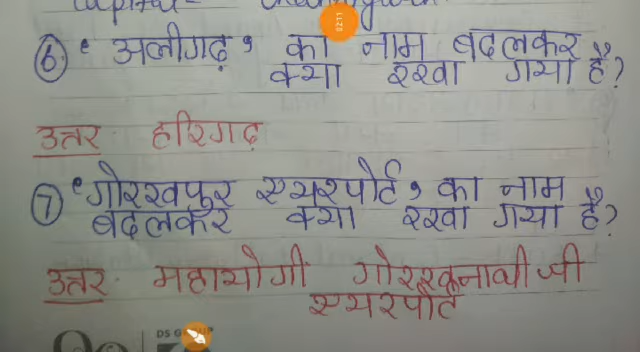 ⑥ ‘अलीगढ़’ का नाम बदलकर
क्या रखा गया है?
उत्तर हरिगढ़
⑦ ‘गोरखपुर एयरपोर्ट’ का नाम
बदलकर क्या रखा गया है?
उत्तर महायोगी गोरखनाथ जी
एयरपोर्ट
DS